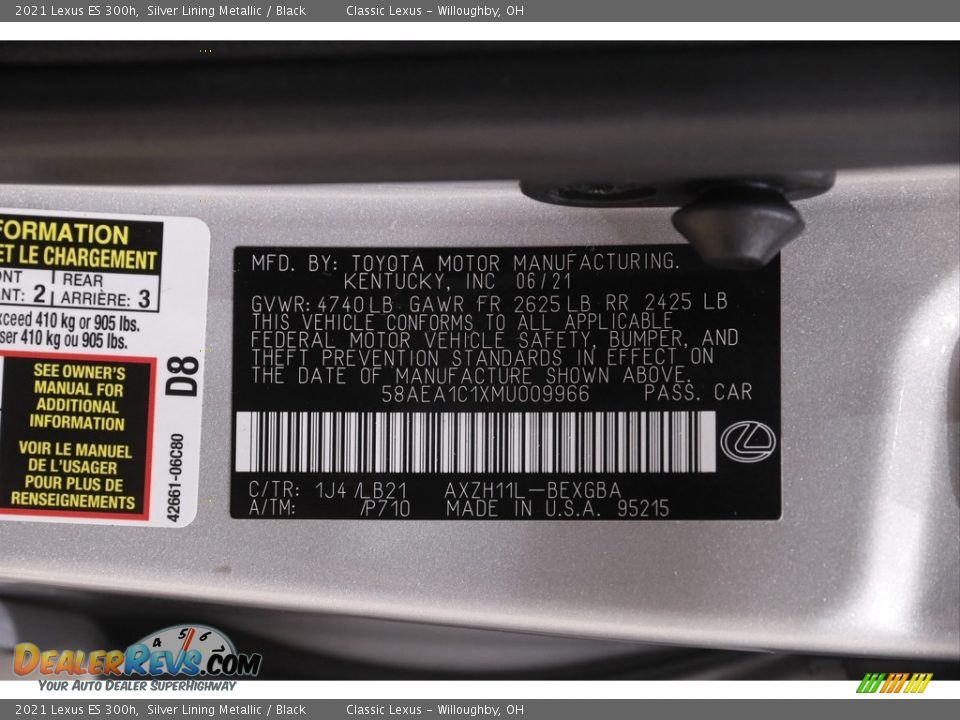 2021 Lexus ES 300h, Silver Lining Metallic / Black Classic Lexus - Willoughby, OH
FORMATION
ET LE CHARGEMENT
REAR
NT: 2 ARRIÈRE: 3
xceed 410 kg or 905 lbs.
ser 410 kg ou 905 lbs.
SEE OWNER'S
MANUAL FOR
ADDITIONAL
INFORMATION
VOIR LE MANUEL
DE L'USAGER
POUR PLUS DE
RENSEIGNEMENTS
D8
42661-06C80
MFD. BY: TOYOTA MOTOR MANUFACTURING.
KENTUCKY, INC 06/21
GVWR: 4740LB GAWR FR 2625LB RR 2425 LB
THIS VEHICLE CONFORMS TO ALL APPLICABLE
FEDERAL MOTOR VEHICLE SAFETY, BUMPER, AND
THEFT PREVENTION STANDARDS IN EFFECT ON
THE DATE OF MANUFACTURE SHOWN ABOVE.
58AEA1C1XMU009966 PASS. CAR
C/TR: 1J4 /LB21 AXZH11L-BEXGBA
A/TM: /P710 MADE IN U.S.A. 95215
4 5 6
DEALERREVS.COM
YOUR AUTO DEALER SUPERHIGHWAY
2021 Lexus ES 300h, Silver Lining Metallic / Black Classic Lexus - Willoughby, OH